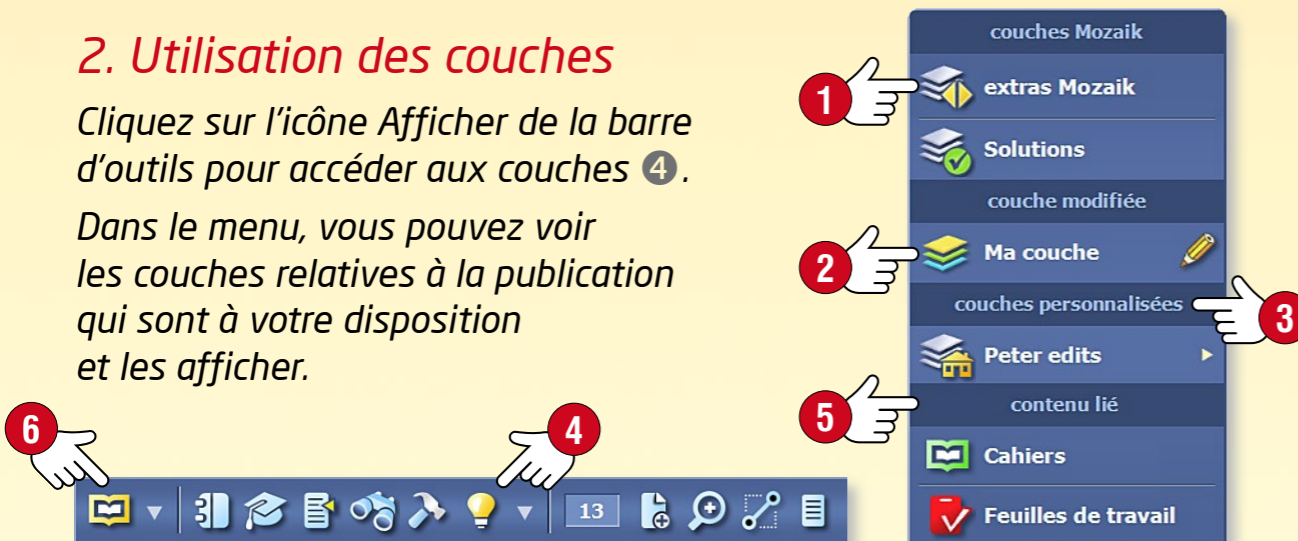 2. Utilisation des couches
Cliquez sur l'icône Afficher de la barre
d'outils pour accéder aux couches 4.
Dans le menu, vous pouvez voir
les couches relatives à la publication
qui sont à votre disposition
et les afficher.
6
4
13
couches Mozaik
1
extras Mozaik
Solutions
couche modifiée
2
Ma couche
couches personnalisées
3
Peter edits
5
contenu lié
Cahiers
Feuilles de travail